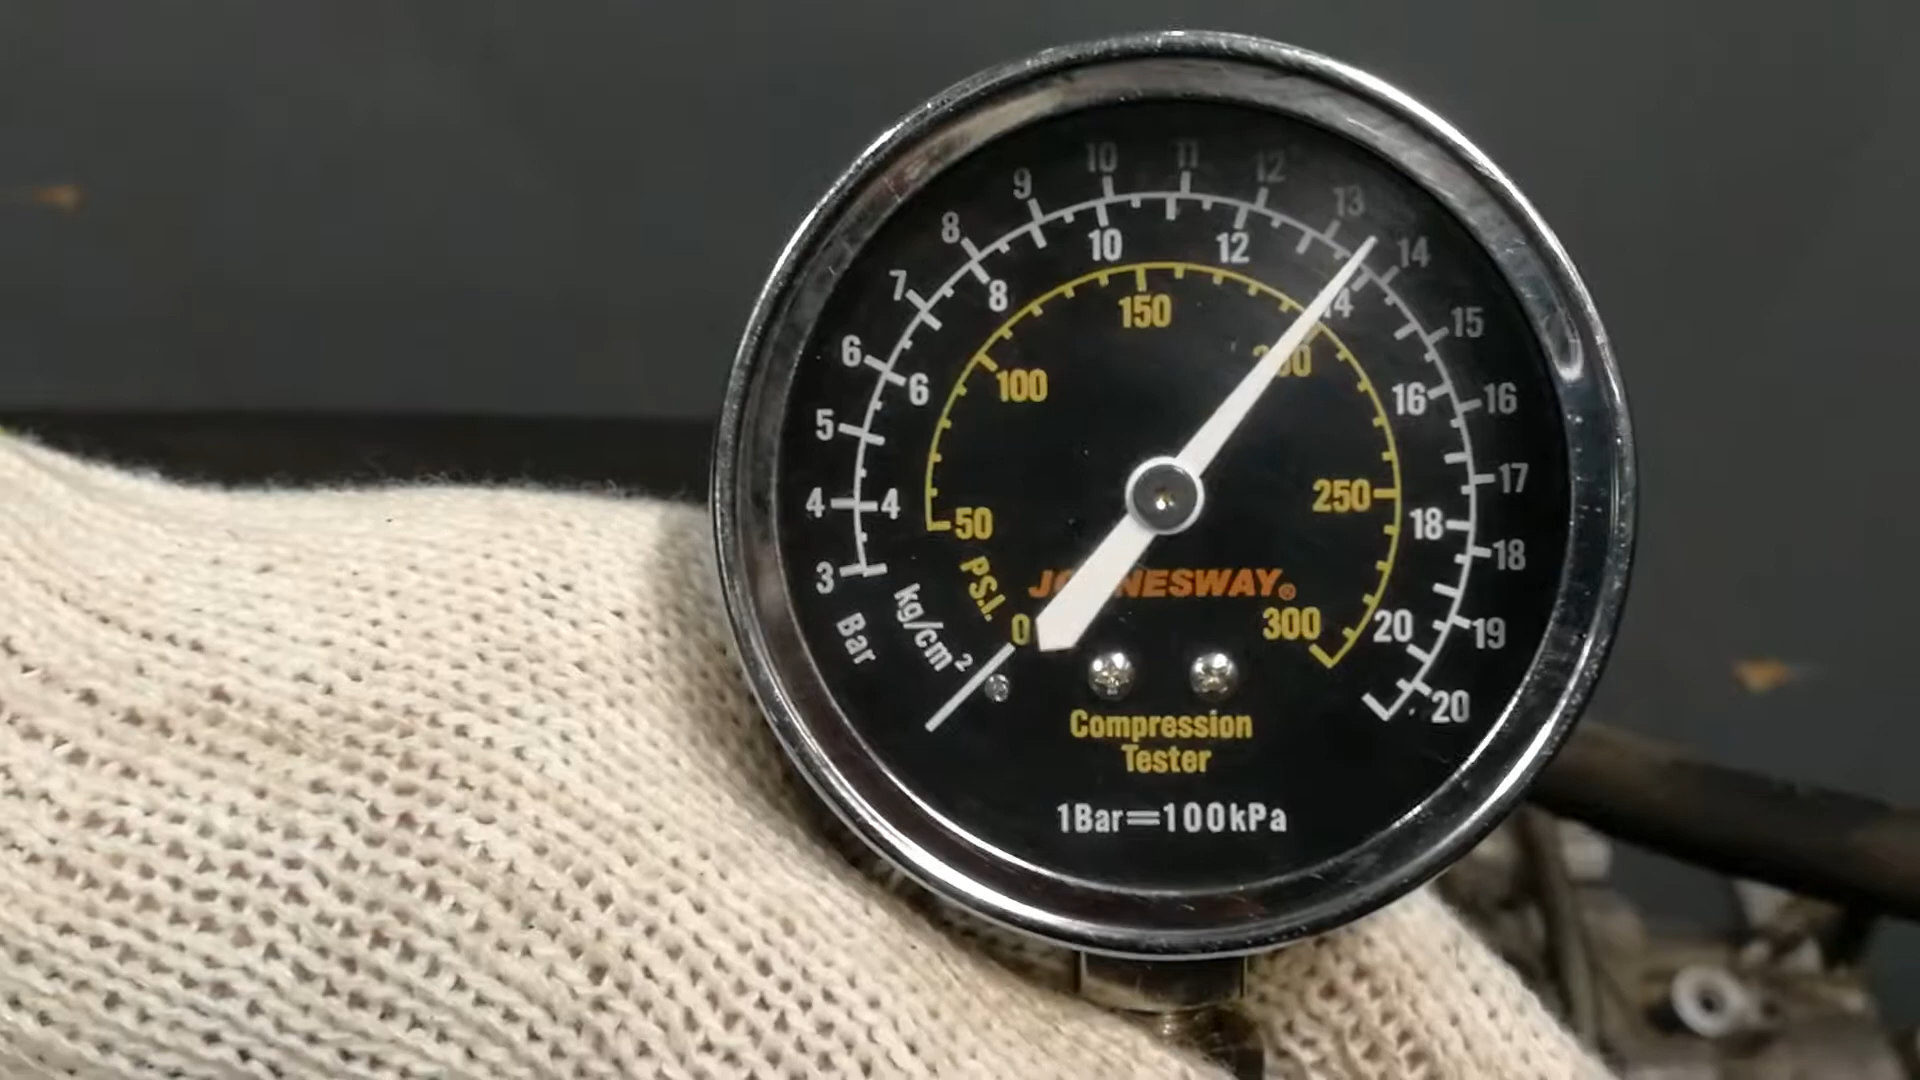 3 4 5 6 7 8 9 10 11 12 13 14 15 16 17 18 19 20
Bar
4 6 8 10 12 14 16 18 20
kg/cm²
0 50 100 150 200 250 300
P.S.I.
JONNESWAY®
Compression
Tester
1Bar=100kPa